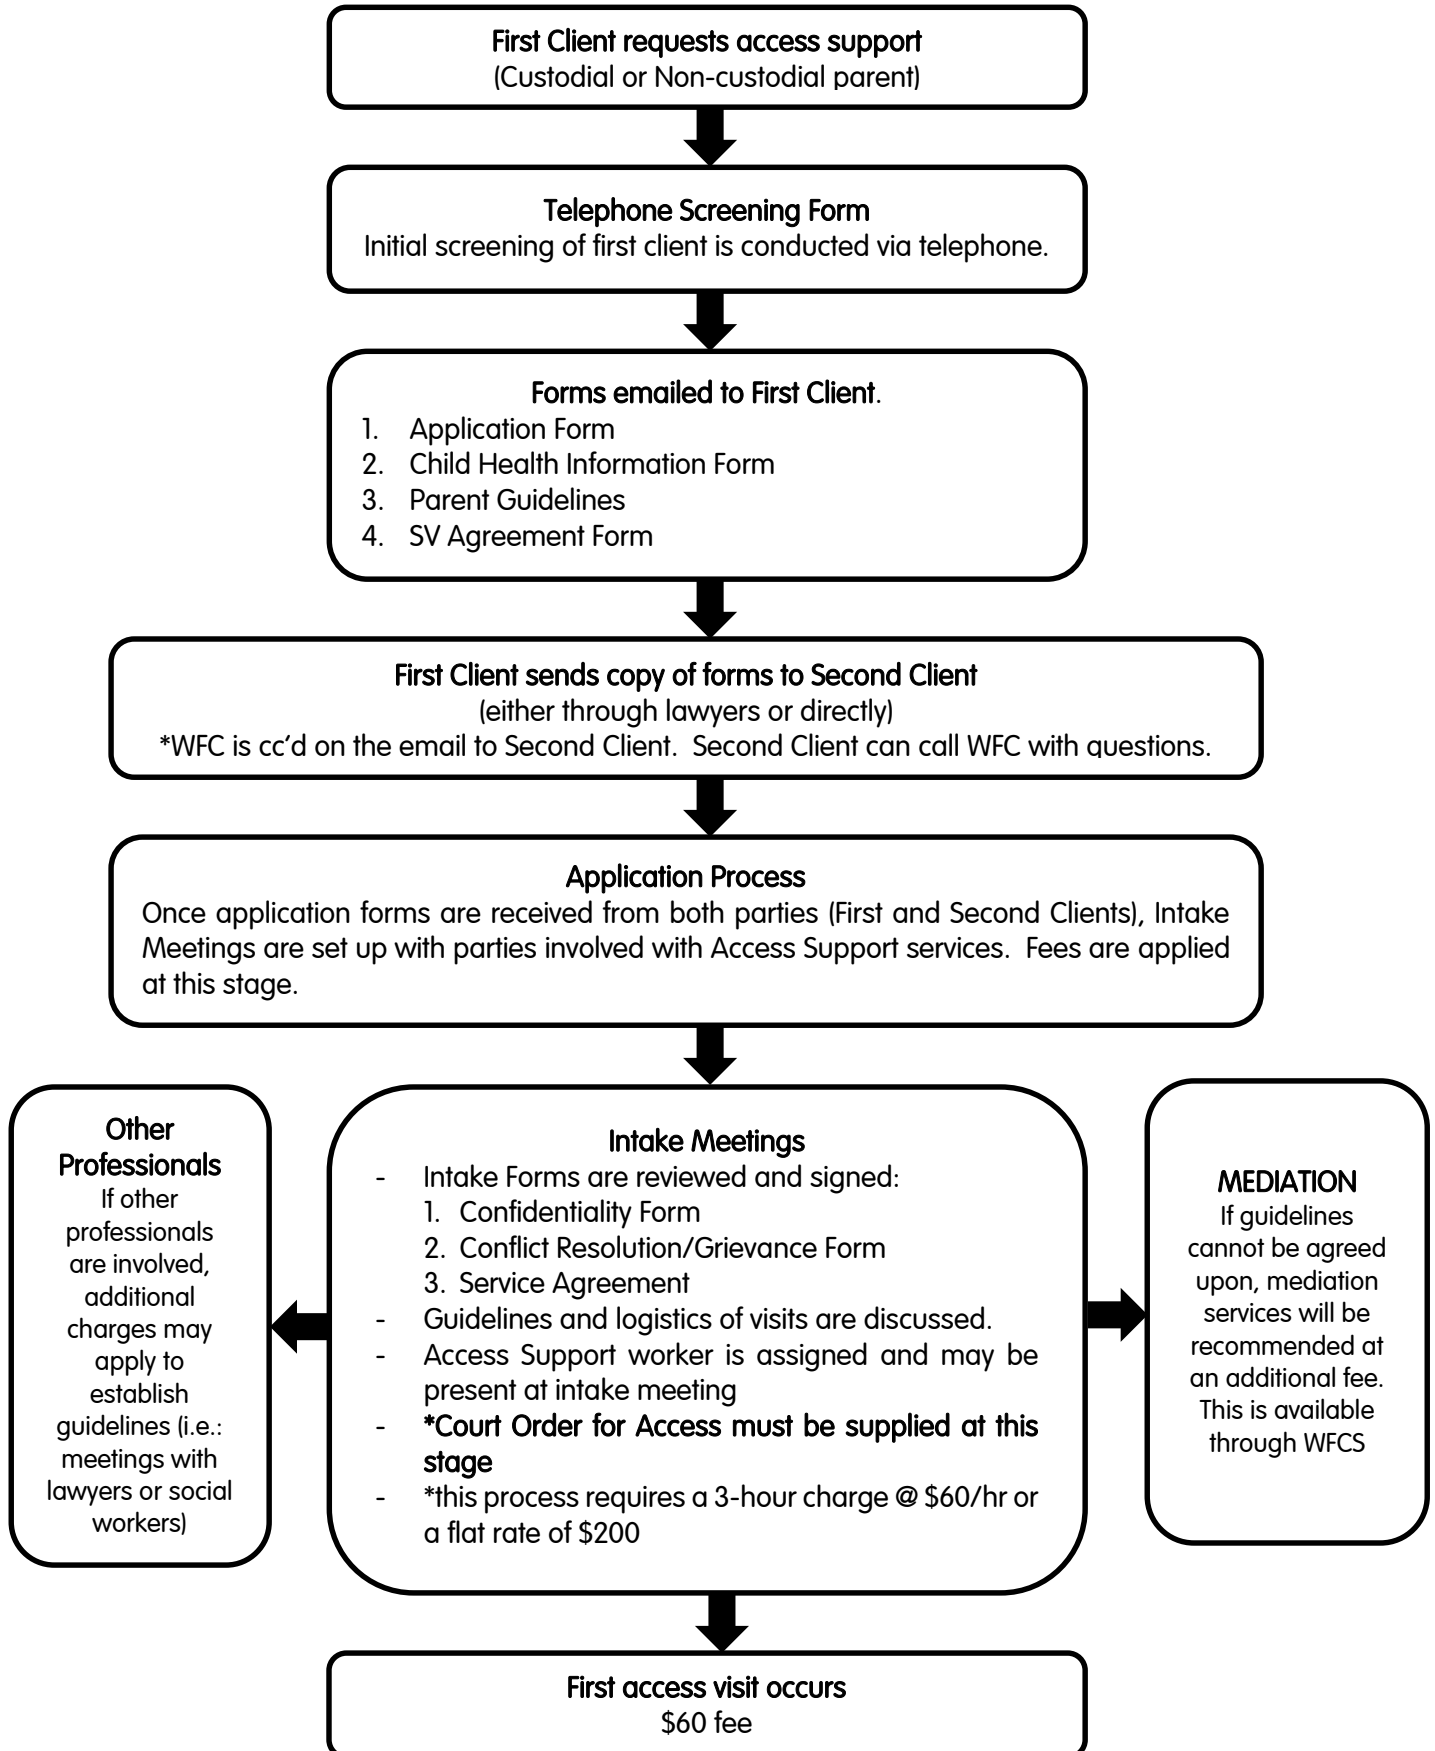 First Client requests access support
(Custodial or Non-custodial parent)
Telephone Screening Form
Initial screening of first client is conducted via telephone.
Forms emailed to First Client.
1. Application Form
2. Child Health Information Form
3. Parent Guidelines
4. SV Agreement Form
First Client sends copy of forms to Second Client
(either through lawyers or directly)
*WFC is cc'd on the email to Second Client. Second Client can call WFC with questions.
Application Process
Once application forms are received from both parties (First and Second Clients), Intake
Meetings are set up with parties involved with Access Support services. Fees are applied
at this stage.
Other
Professionals
If other
professionals
are involved,
additional
charges may
apply to
establish
guidelines (i.e.:
meetings with
lawyers or social
workers)
Intake Meetings
- Intake Forms are reviewed and signed:
1. Confidentiality Form
2. Conflict Resolution/Grievance Form
3. Service Agreement
- Guidelines and logistics of visits are discussed.
- Access Support worker is assigned and may be
present at intake meeting
- *Court Order for Access must be supplied at this
stage
- *this process requires a 3-hour charge @ $60/hr or
a flat rate of $200
MEDIATION
If guidelines
cannot be agreed
upon, mediation
services will be
recommended at
an additional fee.
This is available
through WFCS
First access visit occurs
$60 fee